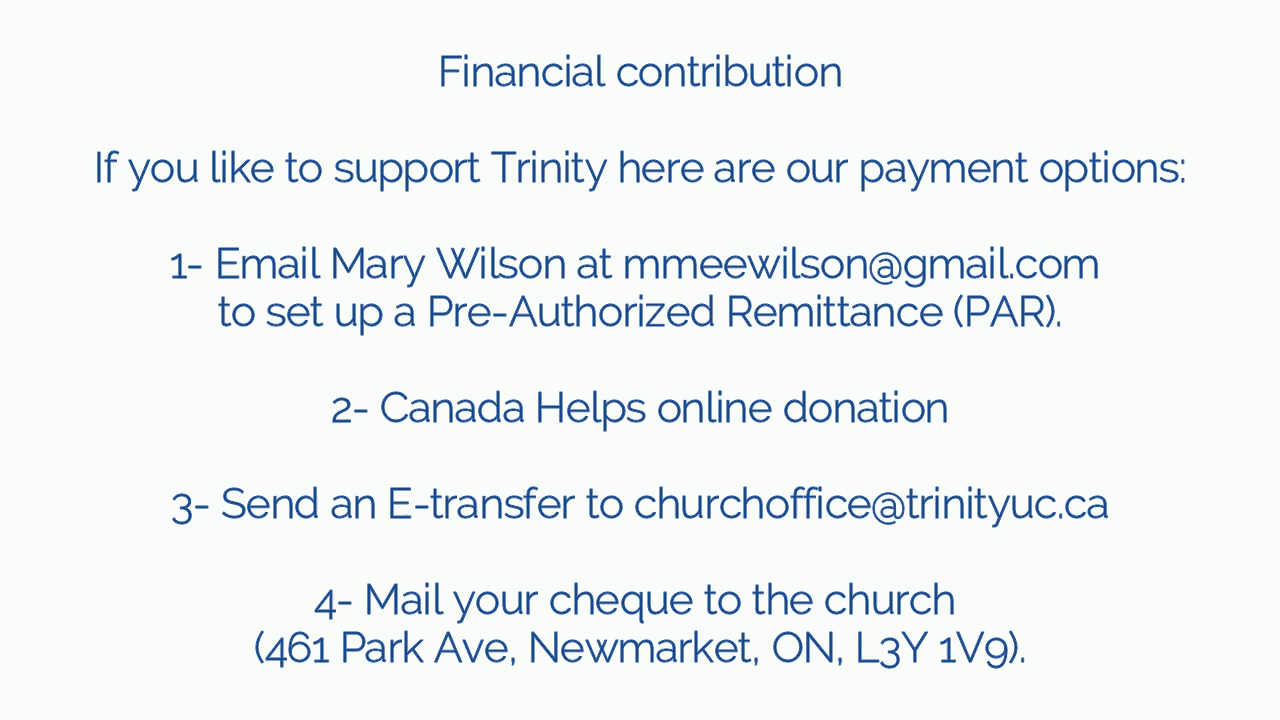 Financial contribution
If you like to support Trinity here are our payment options:
1- Email Mary Wilson at mmeewilson@gmail.com
to set up a Pre-Authorized Remittance (PAR).
2- Canada Helps online donation
3- Send an E-transfer to churchoffice@trinityuc.ca
4- Mail your cheque to the church
(461 Park Ave, Newmarket, ON, L3Y 1V9).